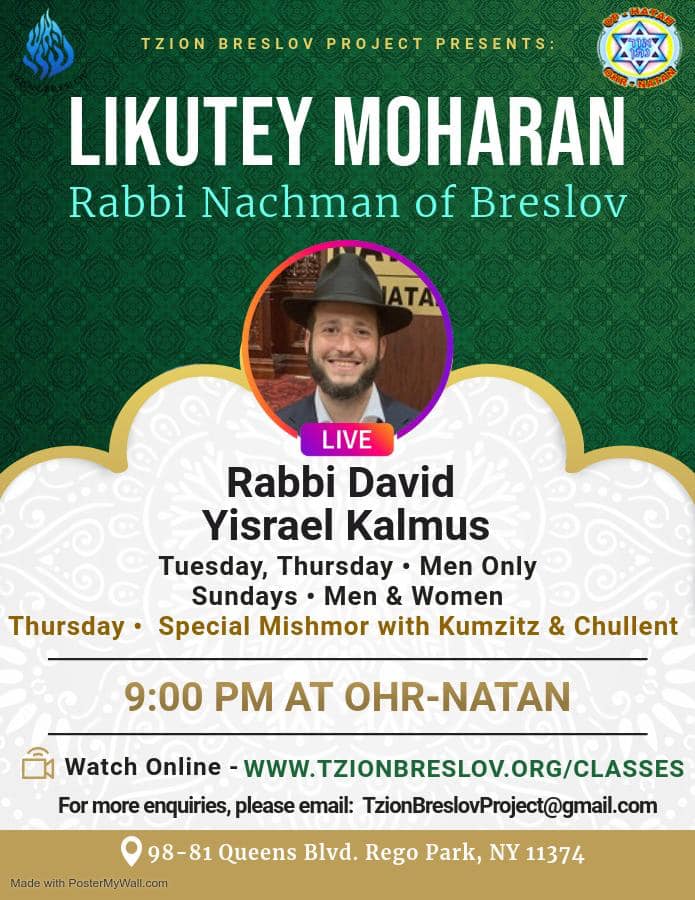 TZION BRESLOV PROJECT PRESENTS:
OHR-NATAN
LIKUTEY MOHARAN
Rabbi Nachman of Breslov
NATA
LIVE
Rabbi David
Yisrael Kalmus
Tuesday, Thursday • Men Only
Sundays • Men & Women
Thursday • Special Mishmor with Kumzitz & Chullent
9:00 PM AT OHR-NATAN
Watch Online - WWW.TZIONBRESLOV.ORG/CLASSES
For more enquiries, please email: TzionBreslovProject@gmail.com
98-81 Queens Blvd. Rego Park, NY 11374
Made with PosterMyWall.com